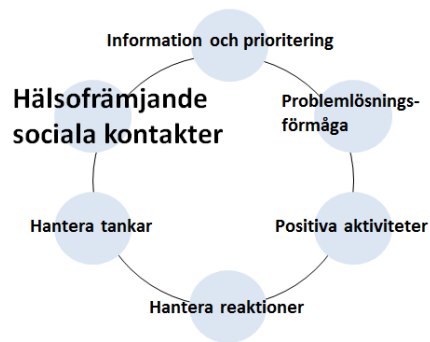 Information och prioritering
Hälsofrämjande
sociala kontakter
Problemlösnings-
förmåga
Hantera tankar
Positiva aktiviteter
Hantera reaktioner